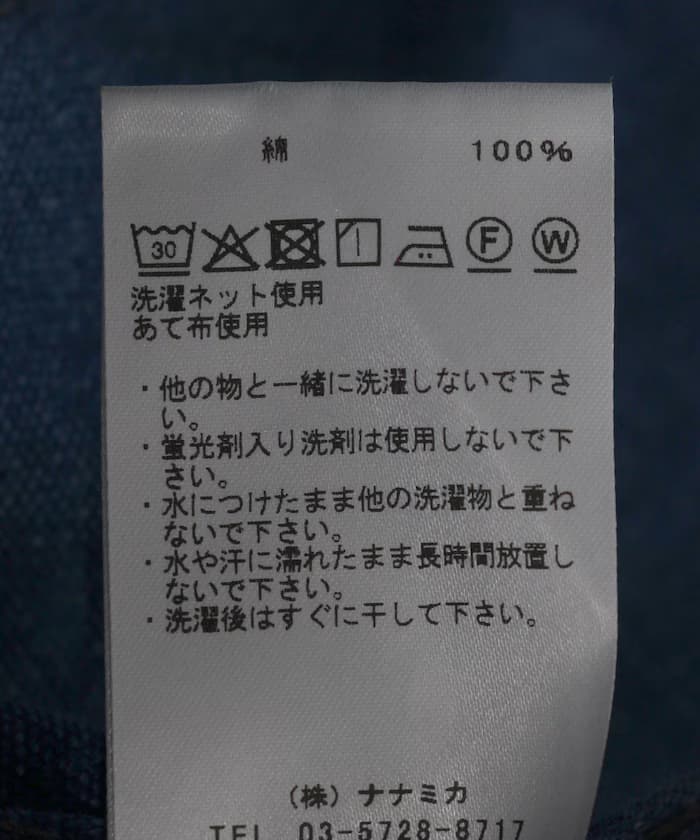 綿 100%
30 F W
洗濯ネット使用
あて布使用
・他の物と一緒に洗濯しないで下さ
い。
・蛍光剤入り洗剤は使用しないで下
さい。
・水につけたまま他の洗濯物と重ね
ないで下さい。
・水や汗に濡れたまま長時間放置し
ないで下さい。
・洗濯後はすぐに干して下さい。
(株) ナナミカ
TEL 03-5728-8717